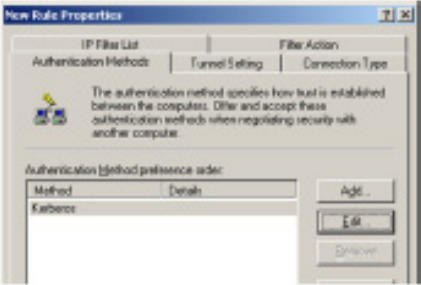 New Rule Properties
IP Filter List
Filter Action
Authentication Methods
Tunnel Setting
Connection Type
The authentication method specifies how trust is established
between the computers. Offer and accept these
authentication methods when negotiating security with
another computer.
Authentication Method preference order:
Method
Details
Add...
Kerberos
Edit...
Remove